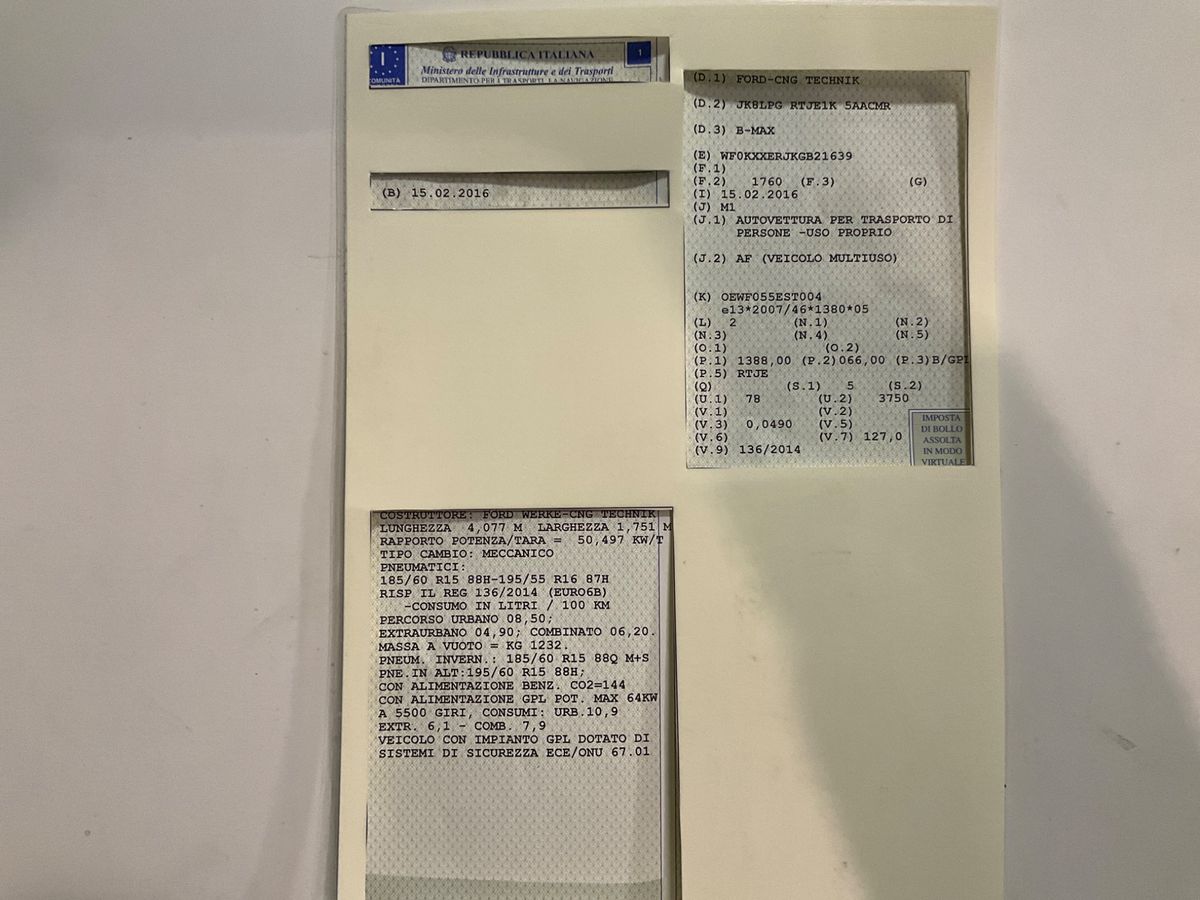 I
COMUNITÀ
REPUBBLICA ITALIANA
1
Ministero delle Infrastrutture e dei Trasporti
DIPARTIMENTO PER I TRASPORTI, LA NAVIGAZIONE
(B) 15.02.2016
COSTRUTTORE: FORD WERKE-CNG TECHNIK
LUNGHEZZA 4,077 M LARGHEZZA 1,751 M
RAPPORTO POTENZA/TARA = 50,497 KW/T
TIPO CAMBIO: MECCANICO
PNEUMATICI:
185/60 R15 88H-195/55 R16 87H
RISP IL REG 136/2014 (EURO6B)
-CONSUMO IN LITRI / 100 KM
PERCORSO URBANO 08,50;
EXTRAURBANO 04,90; COMBINATO 06,20.
MASSA A VUOTO = KG 1232.
PNEUM. INVERN.: 185/60 R15 88Q M+S
PNE.IN ALT:195/60 R15 88H;
CON ALIMENTAZIONE BENZ. CO2=144
CON ALIMENTAZIONE GPL POT. MAX 64KW
A 5500 GIRI, CONSUMI: URB.10,9
EXTR. 6,1 - COMB. 7,9
VEICOLO CON IMPIANTO GPL DOTATO DI
SISTEMI DI SICUREZZA ECE/ONU 67.01
(D.1) FORD-CNG TECHNIK
(D.2) JK8LPG RTJE1K 5AACMR
(D.3) B-MAX
(E) WF0KXXERJKGB21639
(F.1)
(F.2) 1760 (F.3) (G)
(I) 15.02.2016
(J) M1
(J.1) AUTOVETTURA PER TRASPORTO DI
PERSONE -USO PROPRIO
(J.2) AF (VEICOLO MULTIUSO)
(K) OEWF055EST004
e13*2007/46*1380*05
(L) 2 (N.1) (N.2)
(N.3) (N.4) (N.5)
(O.1) (O.2)
(P.1) 1388,00 (P.2)066,00 (P.3)B/GPL
(P.5) RTJE
(Q) (S.1) 5 (S.2)
(U.1) 78 (U.2) 3750
(V.1) (V.2)
(V.3) 0,0490 (V.5)
(V.6) (V.7) 127,0
(V.9) 136/2014
IMPOSTA
DI BOLLO
ASSOLTA
IN MODO
VIRTUALE